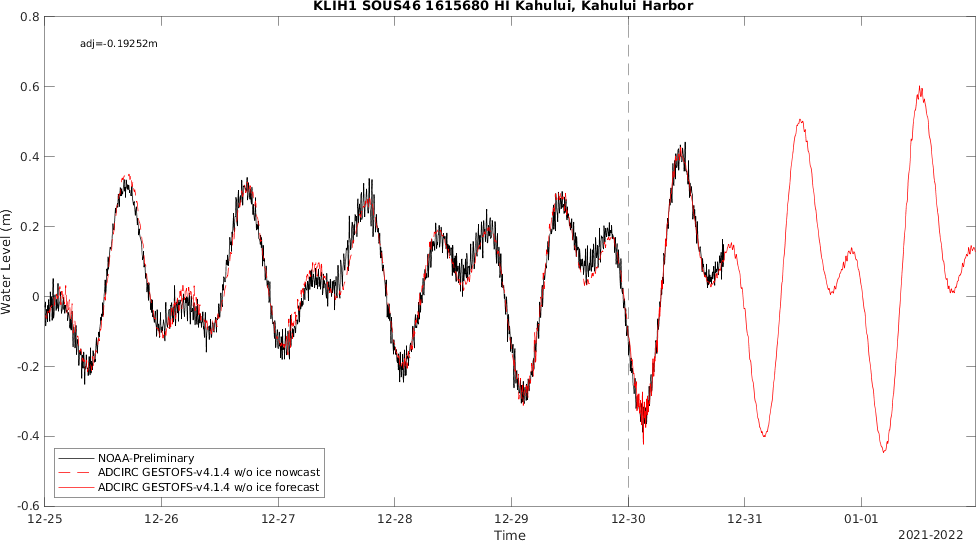 KLIH1 SOUS46 1615680 HI Kahului, Kahului Harbor
adj=-0.19252m
Water Level (m)
0.8
0.6
0.4
0.2
0
-0.2
-0.4
-0.6
NOAA-Preliminary
ADCIRC GESTOFS-v4.1.4 w/o ice nowcast
ADCIRC GESTOFS-v4.1.4 w/o ice forecast
12-25 12-26 12-27 12-28 12-29 12-30 12-31 01-01
Time
2021-2022